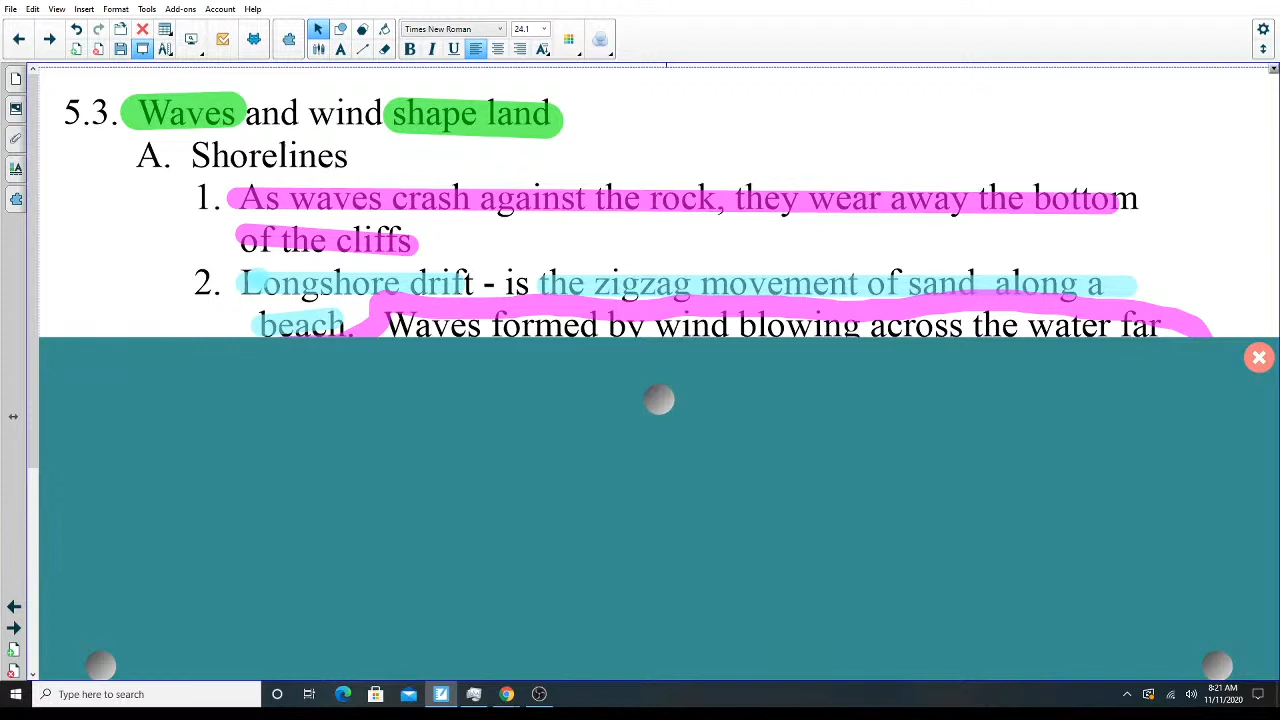 File Edit View Insert Format Tools Add-ons Account Help
Times New Roman 24.1
B I U
5.3. Waves and wind shape land
A. Shorelines
1. As waves crash against the rock, they wear away the bottom
of the cliffs
2. Longshore drift - is the zigzag movement of sand along a
beach. Waves formed by wind blowing across the water far
Type here to search
8:21 AM
11/11/2020